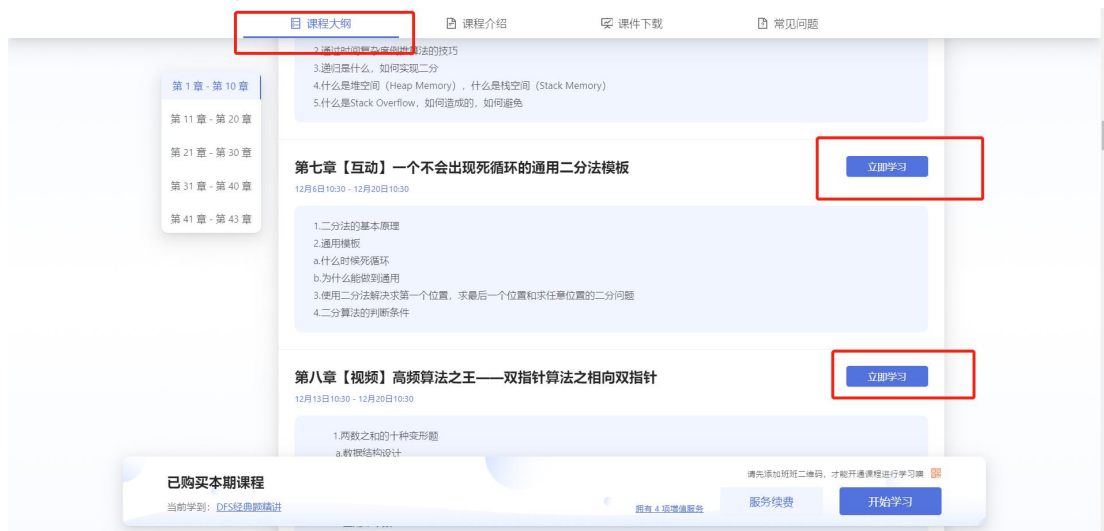 课程大纲
课程介绍
课件下载
常见问题
2.通过时间复杂度倒推算法的技巧
3.递归是什么，如何实现二分
4.什么是堆空间（Heap Memory），什么是栈空间（Stack Memory）
5.什么是Stack Overflow，如何造成的，如何避免
第 1 章 - 第 10 章
第 11 章 - 第 20 章
第 21 章 - 第 30 章
第 31 章 - 第 40 章
第 41 章 - 第 43 章
第七章【互动】一个不会出现死循环的通用二分法模板
立即学习
12月6日10:30 - 12月20日10:30
1.二分法的基本原理
2.通用模板
a.什么时候死循环
b.为什么能做到通用
3.使用二分法解决求第一个位置，求最后一个位置和求任意位置的二分问题
4.二分算法的判断条件
第八章【视频】高频算法之王——双指针算法之相向双指针
立即学习
12月13日10:30 - 12月20日10:30
1.两数之和的十种变形题
a.数据结构设计
已购买本期课程
请先添加班班二维码，才能开通课程进行学习噢
当前学到：DFS经典题精讲
拥有 4 项增值服务
服务续费
开始学习